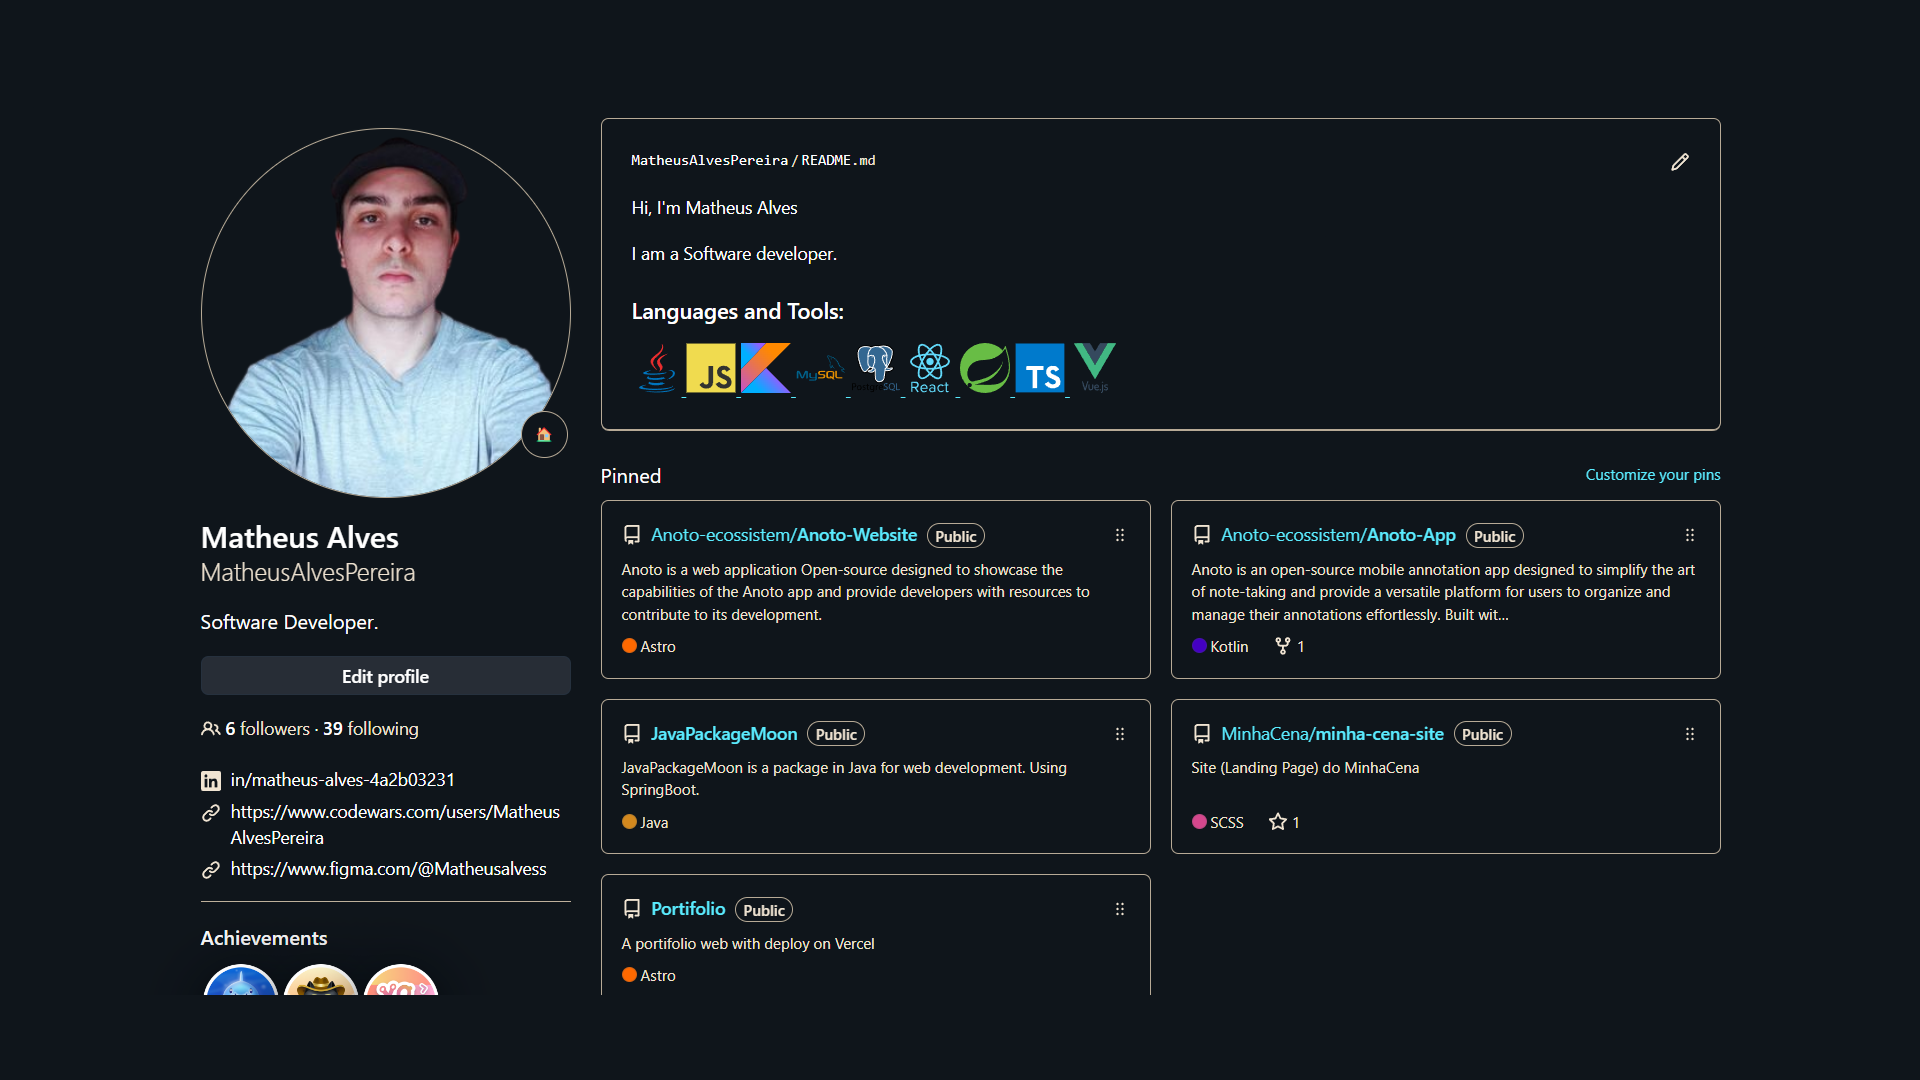 Matheus Alves
MatheusAlvesPereira
Software Developer.
Edit profile
6 followers · 39 following
in/matheus-alves-4a2b03231
https://www.codewars.com/users/Matheus
AlvesPereira
https://www.figma.com/@Matheusalvess
Achievements
MatheusAlvesPereira/README.md
Hi, I'm Matheus Alves
I am a Software developer.
Languages and Tools:
JS MySQL PostgreSQL React TS Vue.js
Pinned
Customize your pins
Anoto-ecossistem/Anoto-Website Public
Anoto is a web application Open-source designed to showcase the
capabilities of the Anoto app and provide developers with resources to
contribute to its development.
Astro
Anoto-ecossistem/Anoto-App Public
Anoto is an open-source mobile annotation app designed to simplify the art
of note-taking and provide a versatile platform for users to organize and
manage their annotations effortlessly. Built wit...
Kotlin 1
JavaPackageMoon Public
JavaPackageMoon is a package in Java for web development. Using
SpringBoot.
Java
MinhaCena/minha-cena-site Public
Site (Landing Page) do MinhaCena
SCSS 1
Portifolio Public
A portifolio web with deploy on Vercel
Astro